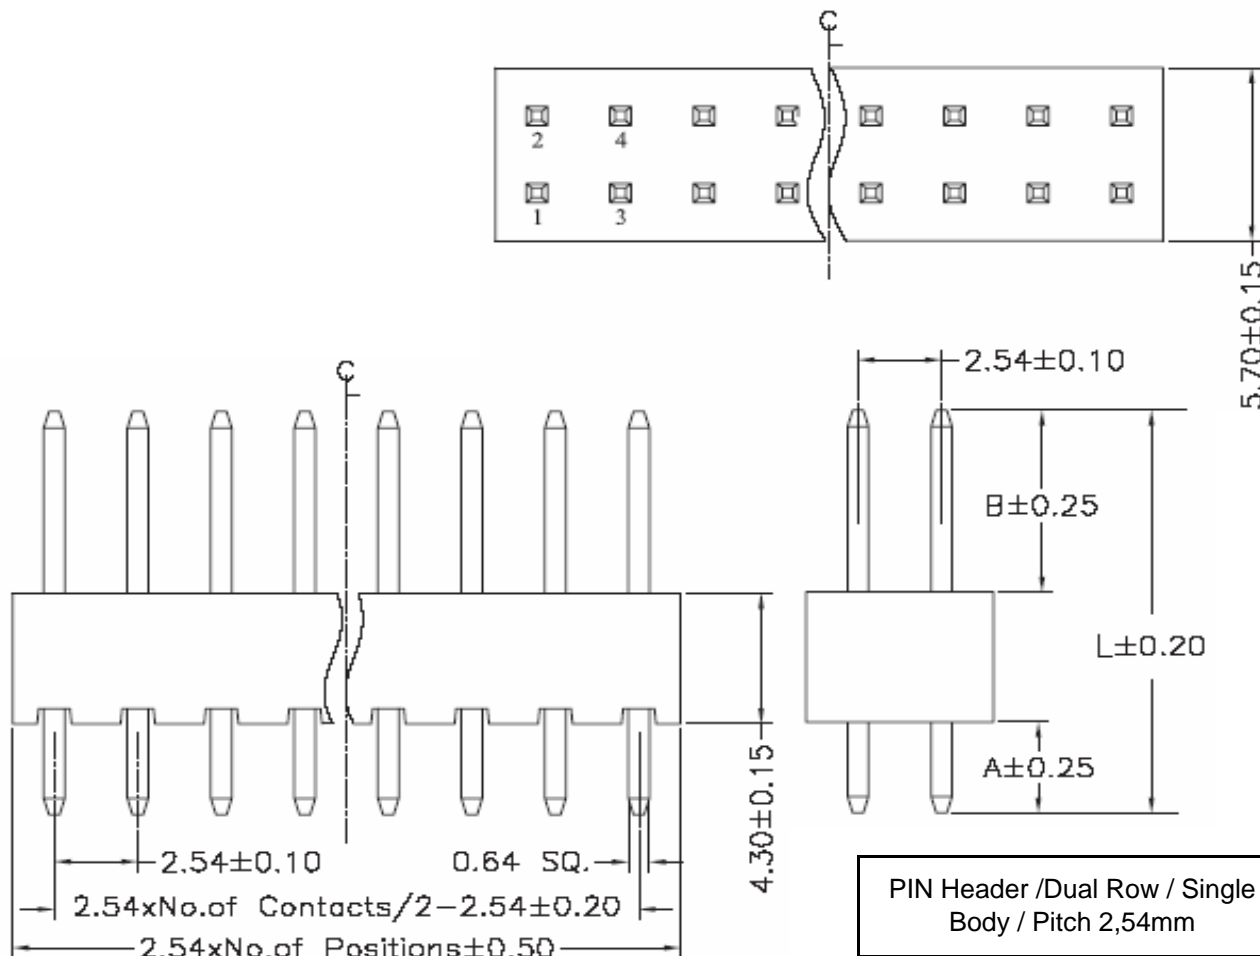 ℄
2 4
1 3
5.70±0.15
℄
2.54±0.10
B±0.25
L±0.20
A±0.25
4.30±0.15
2.54±0.10
0.64 SQ.
2.54xNo.of Contacts/2-2.54±0.20
2.54xNo.of Positions±0.50
PIN Header /Dual Row / Single
Body / Pitch 2,54mm